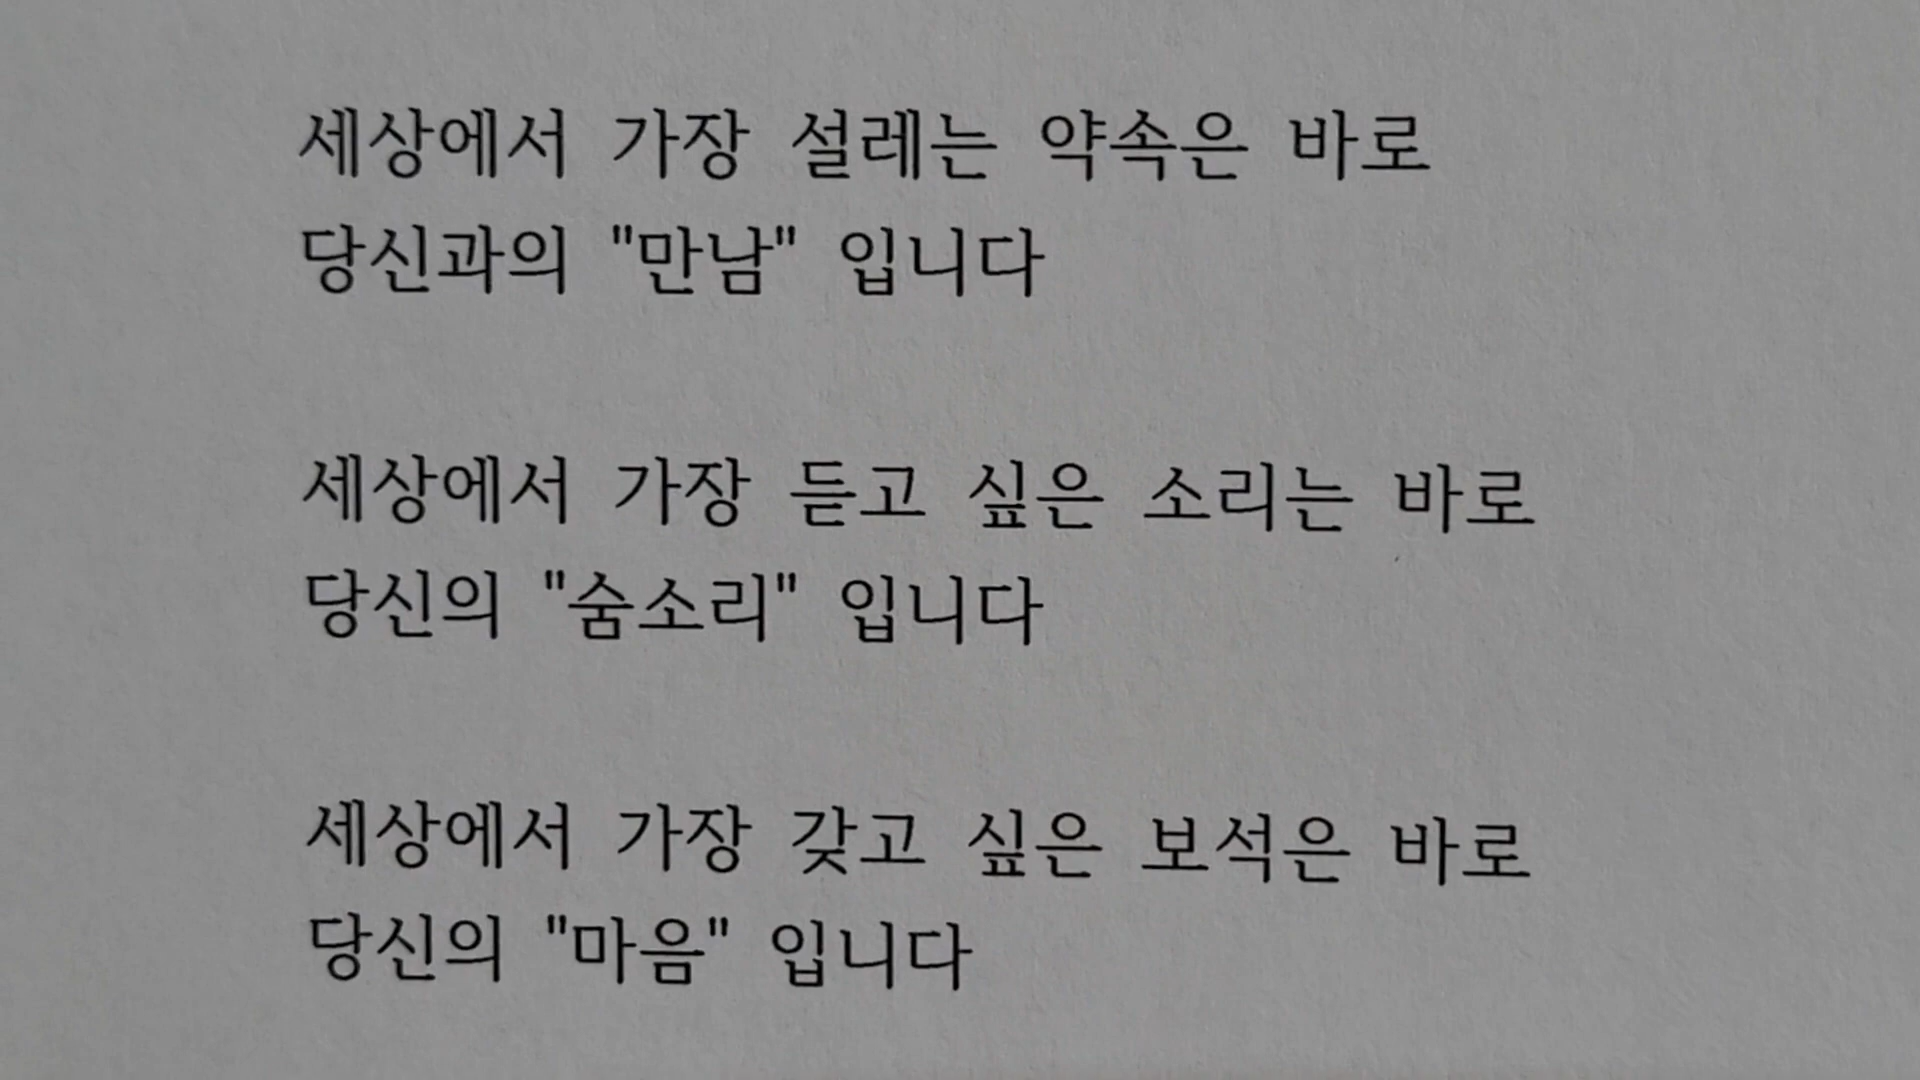 세상에서 가장 설레는 약속은 바로
당신과의 "만남" 입니다
세상에서 가장 듣고 싶은 소리는 바로
당신의 "숨소리" 입니다
세상에서 가장 갖고 싶은 보석은 바로
당신의 "마음" 입니다